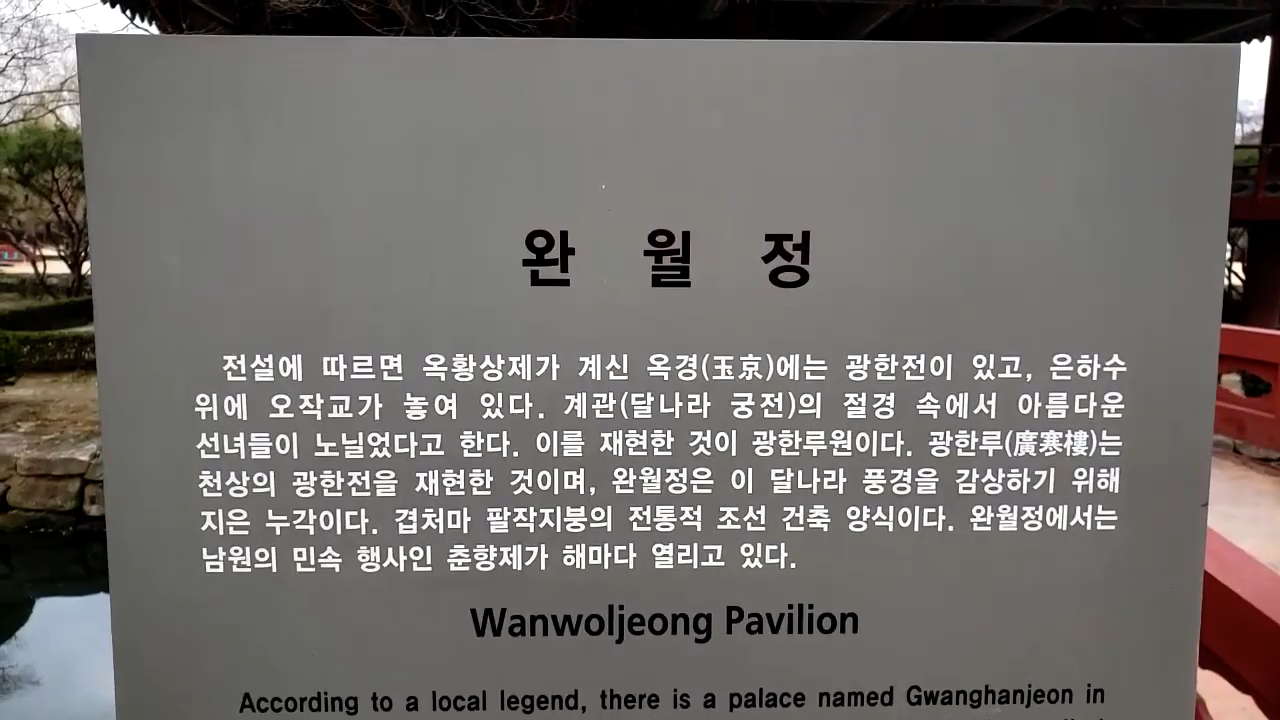 완 월 정
전설에 따르면 옥황상제가 계신 옥경(玉京)에는 광한전이 있고, 은하수
위에 오작교가 놓여 있다. 계관(달나라 궁전)의 절경 속에서 아름다운
선녀들이 노닐었다고 한다. 이를 재현한 것이 광한루원이다. 광한루(廣寒樓)는
천상의 광한전을 재현한 것이며, 완월정은 이 달나라 풍경을 감상하기 위해
지은 누각이다. 겹처마 팔작지붕의 전통적 조선 건축 양식이다. 완월정에서는
남원의 민속 행사인 춘향제가 해마다 열리고 있다.
Wanwoljeong Pavilion
According to a local legend, there is a palace named Gwanghanjeon in